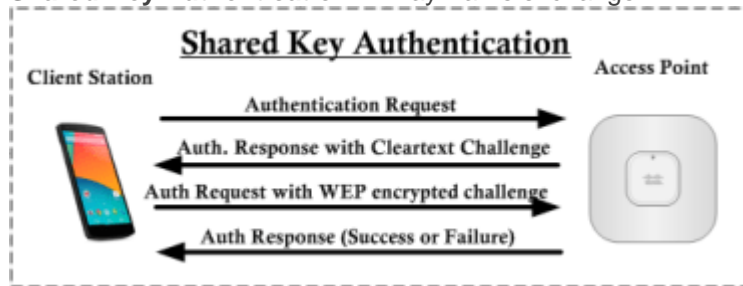 Shared Key Authentication
Client Station
Access Point
Authentication Request
Auth. Response with Cleartext Challenge
Auth Request with WEP encrypted challenge
Auth Response (Success or Failure)